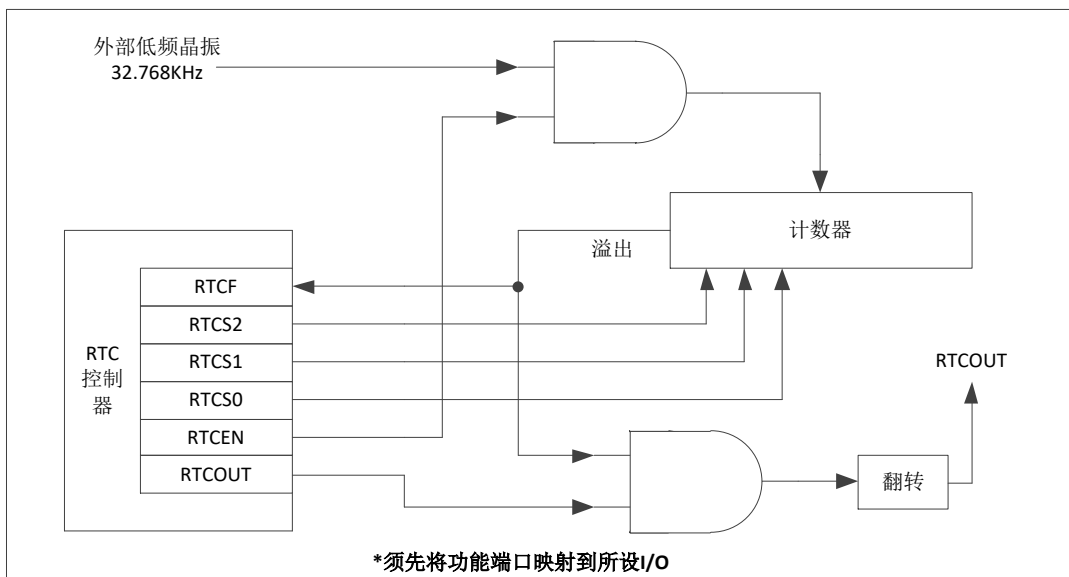 外部低频晶振
32.768KHz
计数器
溢出
RTC
控制
器
RTCF
RTCS2
RTCS1
RTCS0
RTCEN
RTCOUT
RTCOUT
翻转
*须先将功能端口映射到所设I/O